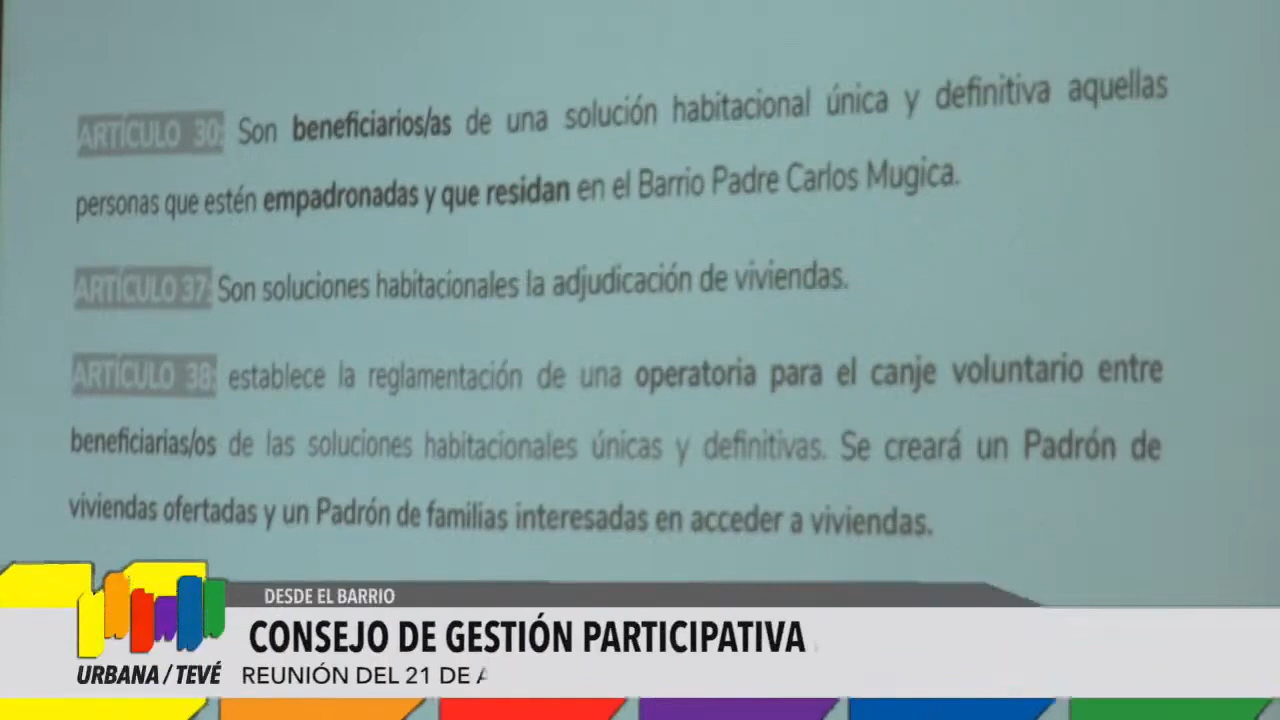 ARTÍCULO 30: Son beneficiarios/as de una solución habitacional única y definitiva aquellas
personas que estén empadronadas y que residan en el Barrio Padre Carlos Mugica.
ARTÍCULO 37: Son soluciones habitacionales la adjudicación de viviendas.
ARTÍCULO 38: establece la reglamentación de una operatoria para el canje voluntario entre
beneficiarias/os de las soluciones habitacionales únicas y definitivas. Se creará un Padrón de
viviendas ofertadas y un Padrón de familias interesadas en acceder a viviendas.
DESDE EL BARRIO
CONSEJO DE GESTIÓN PARTICIPATIVA
URBANA / TEVÉ
REUNIÓN DEL 21 DE